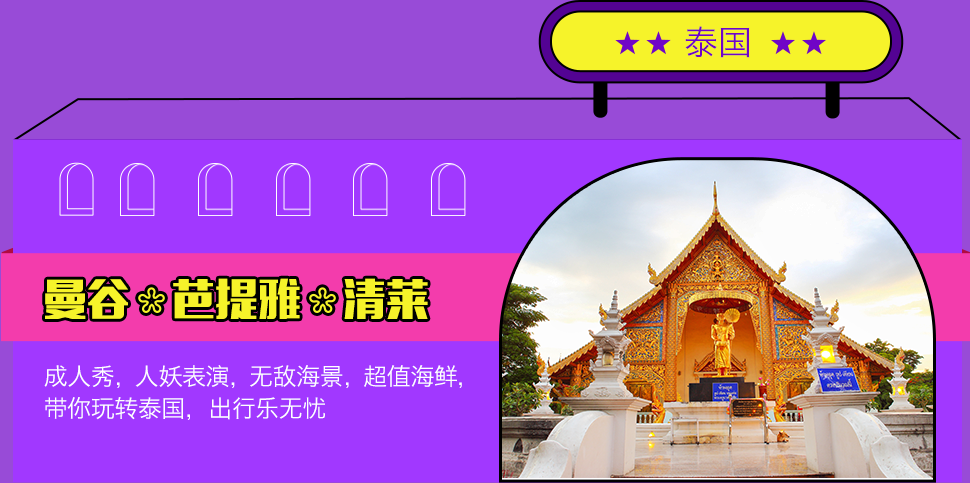 ★★ 泰国 ★★
曼谷❀芭提雅❀清莱
成人秀，人妖表演，无敌海景，超值海鲜，
带你玩转泰国，出行乐无忧